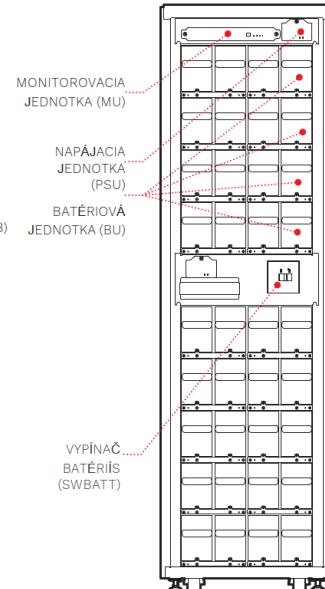 MONITOROVACIA
JEDNOTKA (MU)
NAPÁJACIA
JEDNOTKA
(PSU)
BATÉRIOVÁ
JEDNOTKA (BU)
VYPÍNAČ
BATÉRIÍS
(SWBATT)